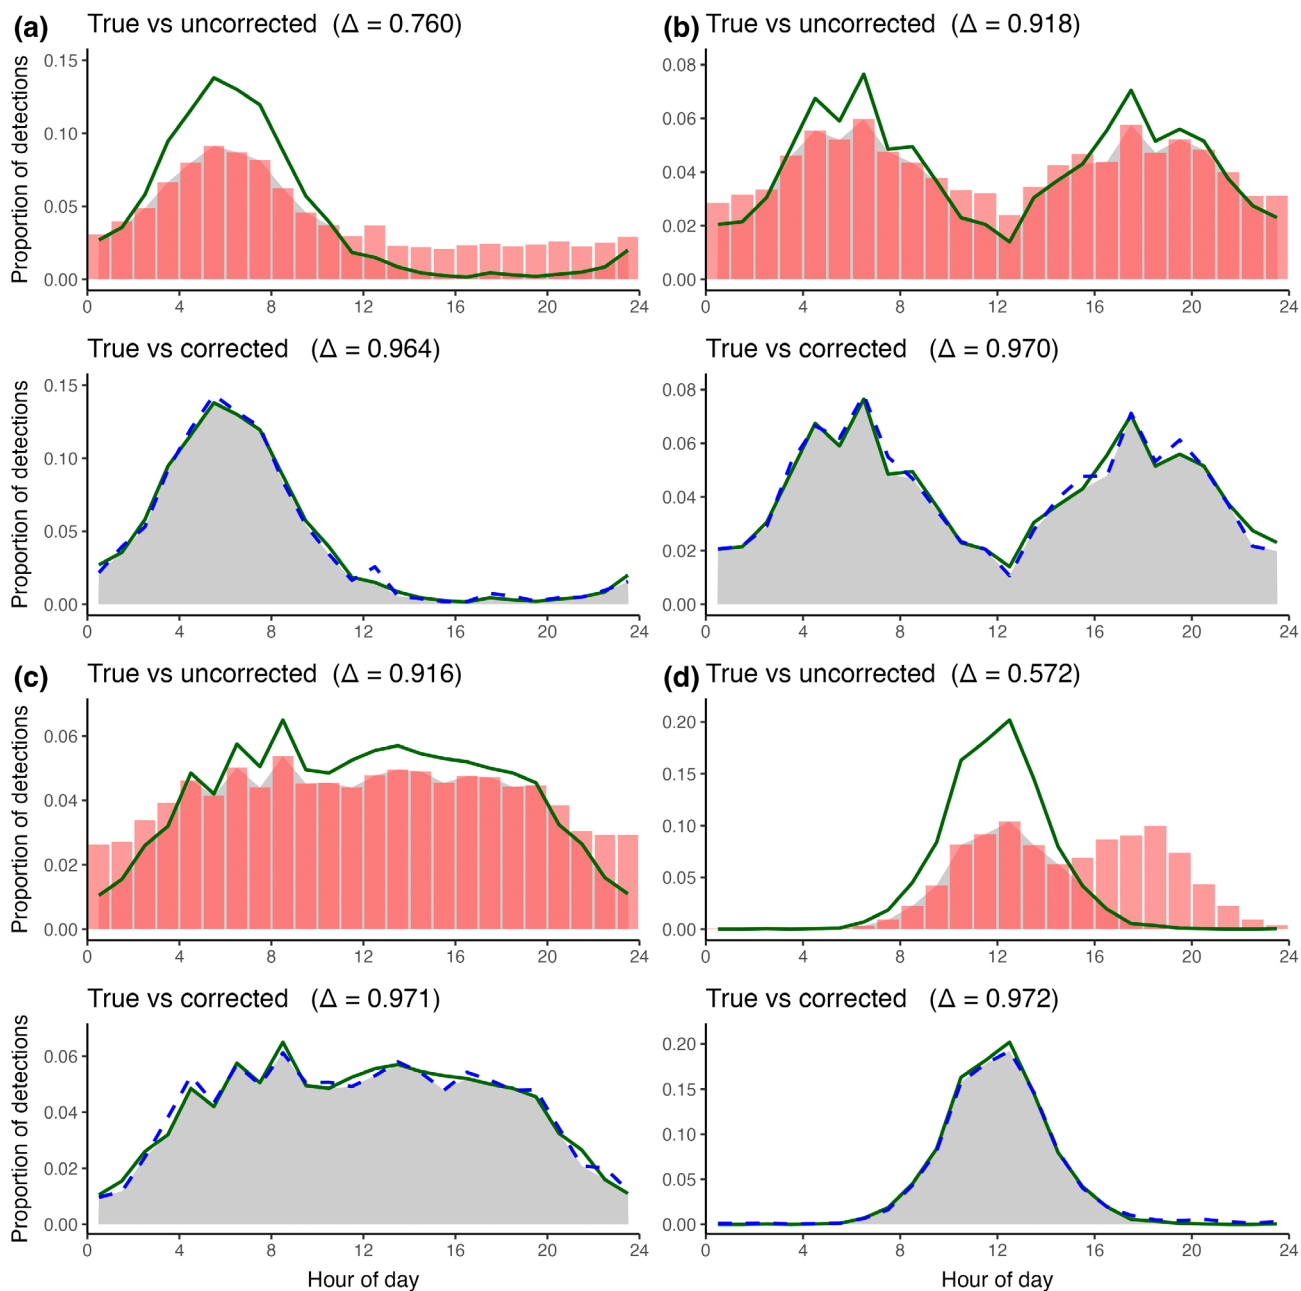 (a) True vs uncorrected (Δ = 0.760)
Proportion of detections
0.15
0.10
0.05
0.00
0 4 8 12 16 20 24
(b) True vs uncorrected (Δ = 0.918)
0.08
0.06
0.04
0.02
0.00
0 4 8 12 16 20 24
True vs corrected (Δ = 0.964)
Proportion of detections
0.15
0.10
0.05
0.00
0 4 8 12 16 20 24
True vs corrected (Δ = 0.970)
0.08
0.06
0.04
0.02
0.00
0 4 8 12 16 20 24
(c) True vs uncorrected (Δ = 0.916)
Proportion of detections
0.06
0.04
0.02
0.00
0 4 8 12 16 20 24
(d) True vs uncorrected (Δ = 0.572)
0.20
0.15
0.10
0.05
0.00
0 4 8 12 16 20 24
True vs corrected (Δ = 0.971)
Proportion of detections
0.06
0.04
0.02
0.00
0 4 8 12 16 20 24
Hour of day
True vs corrected (Δ = 0.972)
0.20
0.15
0.10
0.05
0.00
0 4 8 12 16 20 24
Hour of day